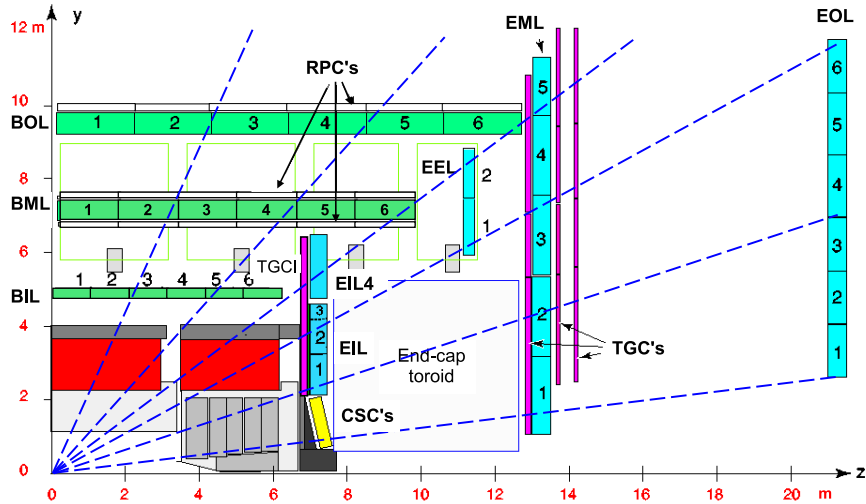 y
12 m
EML
EOL
RPC's
6
5
10
BOL
1 2 3 4 5 6
5
EEL
2
4
8
4
BML
1 2 3 4 5 6
1
3
6
TGCI
3
1 2 3 4 5 6
EIL4
BIL
2
2
3
4
2
EIL
End-cap
toroid
TGC's
1
1
2
CSC's
1
0
z
0 2 4 6 8 10 12 14 16 18 20 m